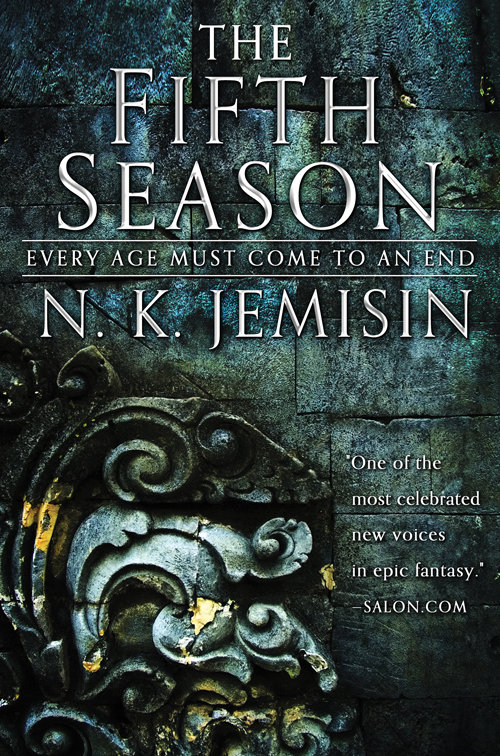 THE
FIFTH
SEASON
EVERY AGE MUST COME TO AN END
N. K. JEMISIN
"One of the
most celebrated
new voices
in epic fantasy."
–SALON.COM